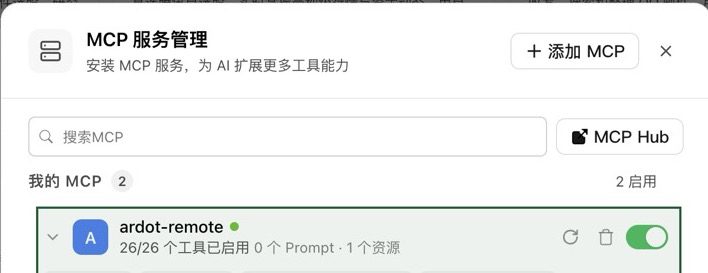 MCP 服务管理
安装 MCP 服务，为 AI 扩展更多工具能力
+ 添加 MCP
搜索MCP
MCP Hub
我的 MCP 2
2 启用
A
ardot-remote
26/26 个工具已启用 0 个 Prompt · 1 个资源